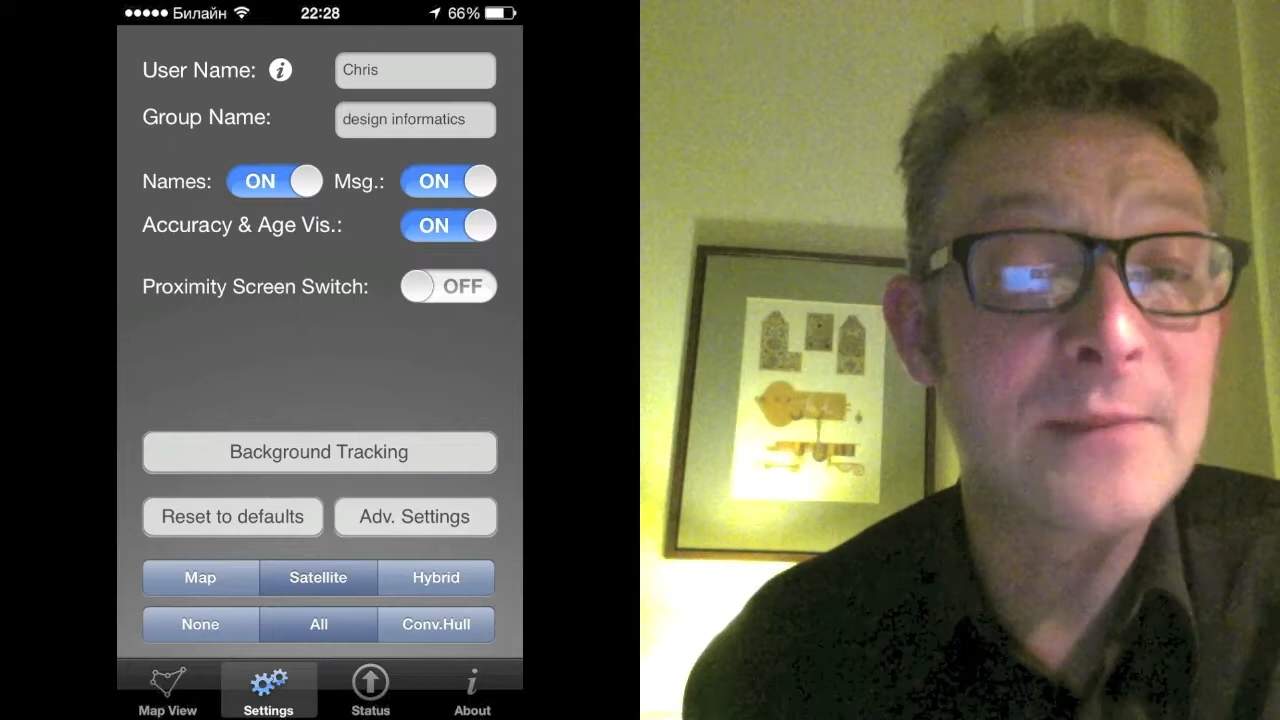 ●●●●● Билайн 22:28 66%
User Name: i Chris
Group Name: design informatics
Names: ON Msg.: ON
Accuracy & Age Vis.: ON
Proximity Screen Switch: OFF
Background Tracking
Reset to defaults Adv. Settings
Map Satellite Hybrid
None All Conv.Hull
Map View Settings Status About